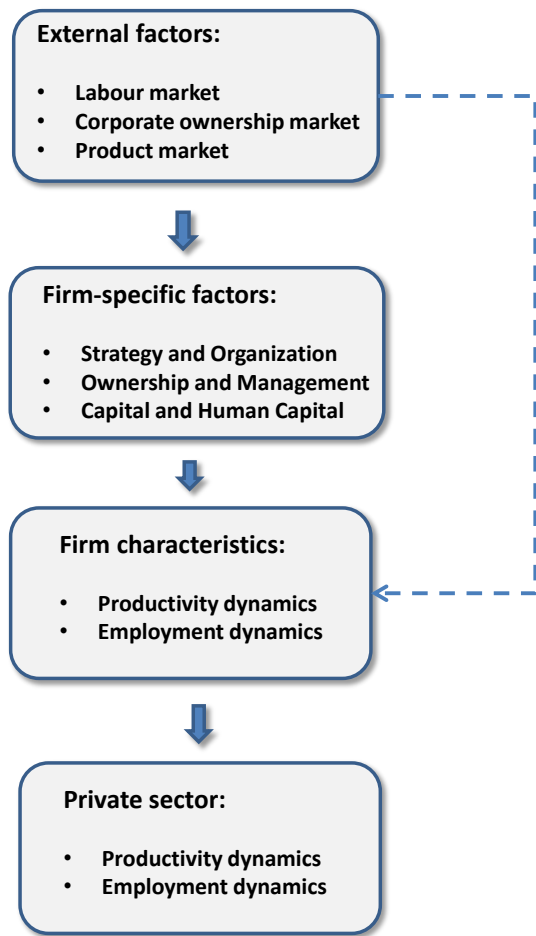 External factors:
• Labour market
• Corporate ownership market
• Product market
Firm-specific factors:
• Strategy and Organization
• Ownership and Management
• Capital and Human Capital
Firm characteristics:
• Productivity dynamics
• Employment dynamics
Private sector:
• Productivity dynamics
• Employment dynamics